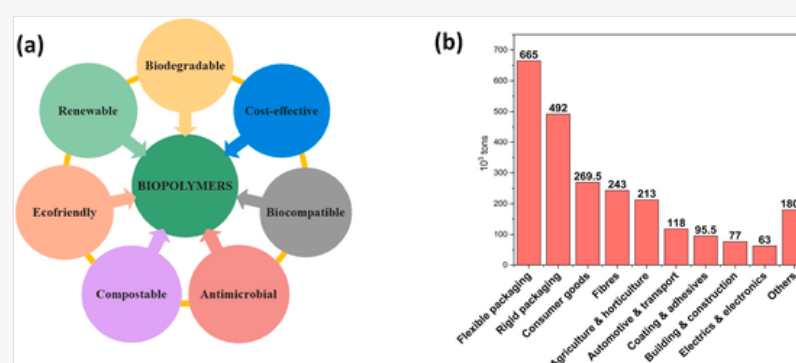 (a)
Biodegradable
Renewable
Cost-effective
BIOPOLYMERS
Ecofriendly
Biocompatible
Compostable
Antimicrobial
(b)
10³ tons
700
600
500
400
300
200
100
0
665
492
269.5
243
213
118
95.5
77
63
180
Flexible packaging
Rigid packaging
Consumer goods
Fibres
Agriculture & horticulture
Automotive & transport
Coating & adhesives
Building & construction
Electrics & electronics
Others